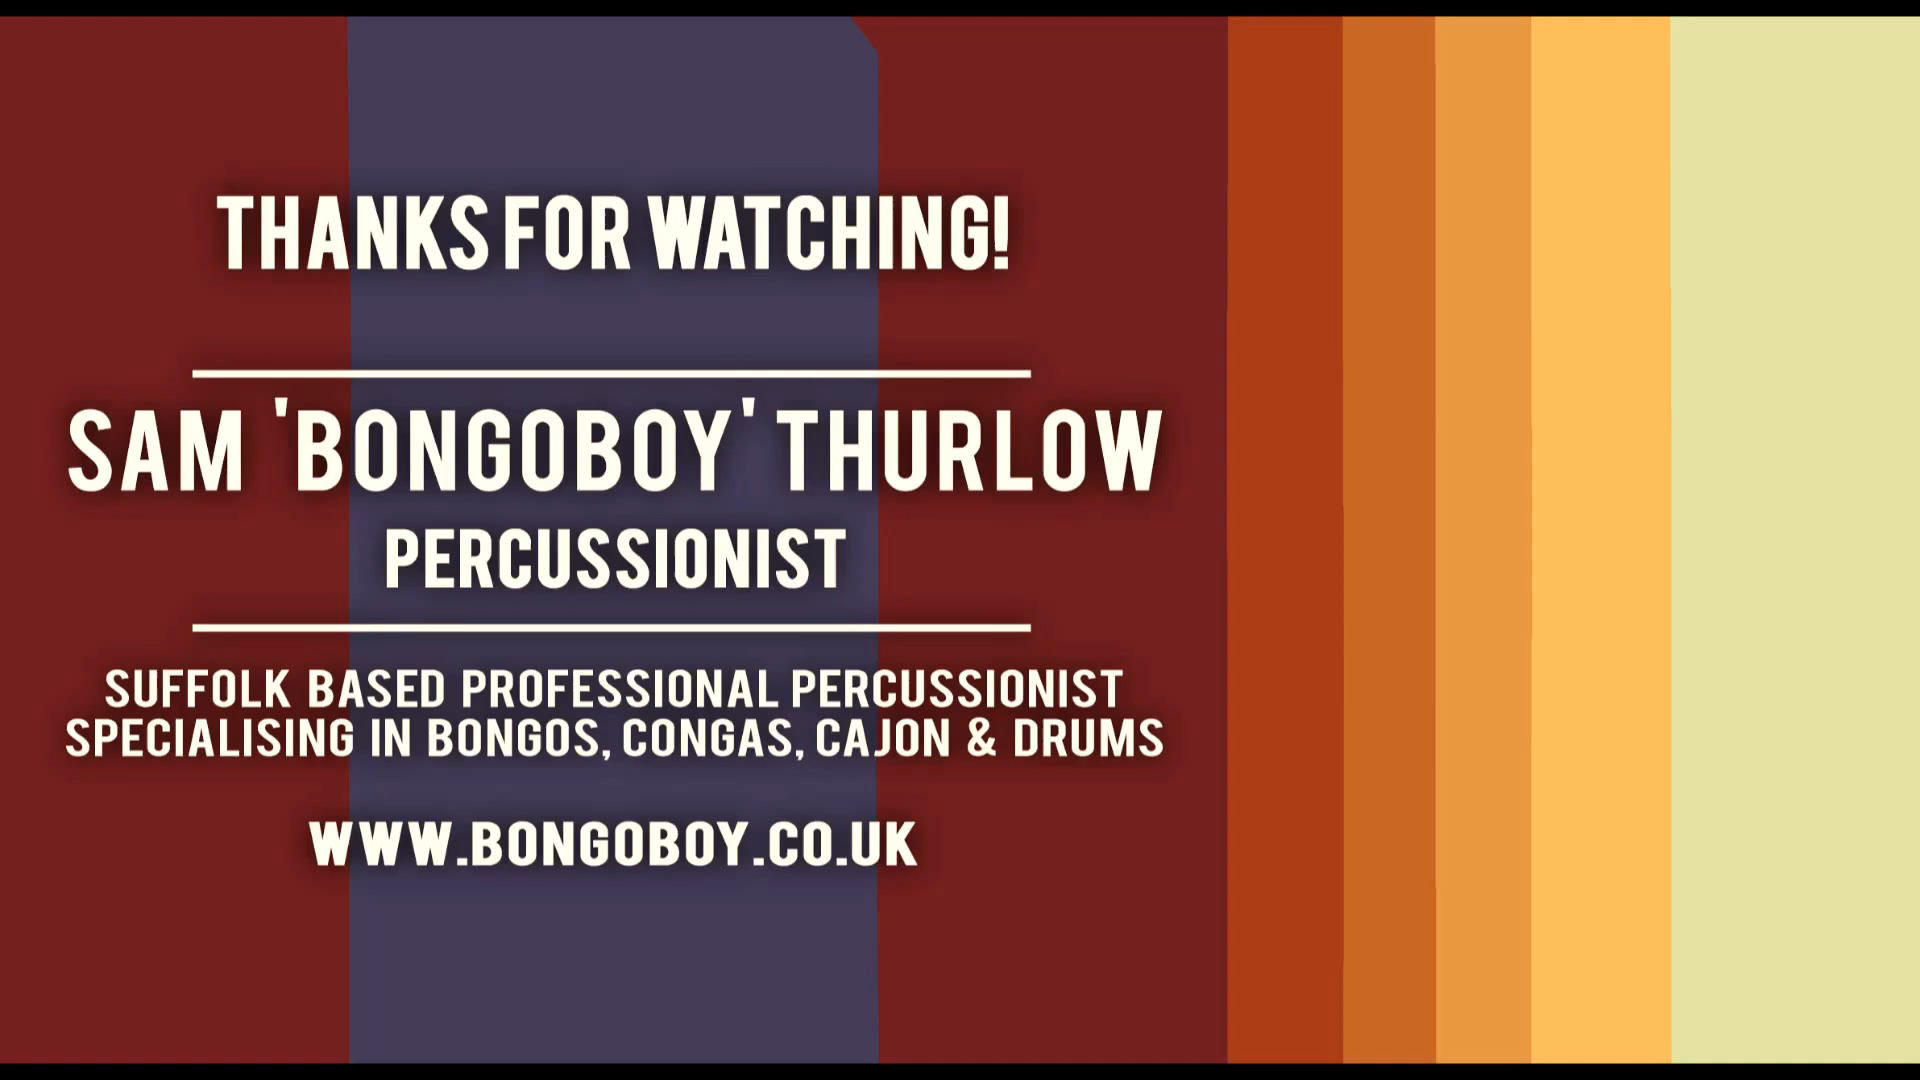 THANKS FOR WATCHING!
SAM 'BONGOBOY' THURLOW
PERCUSSIONIST
SUFFOLK BASED PROFESSIONAL PERCUSSIONIST
SPECIALISING IN BONGOS, CONGAS, CAJON & DRUMS
WWW.BONGOBOY.CO.UK